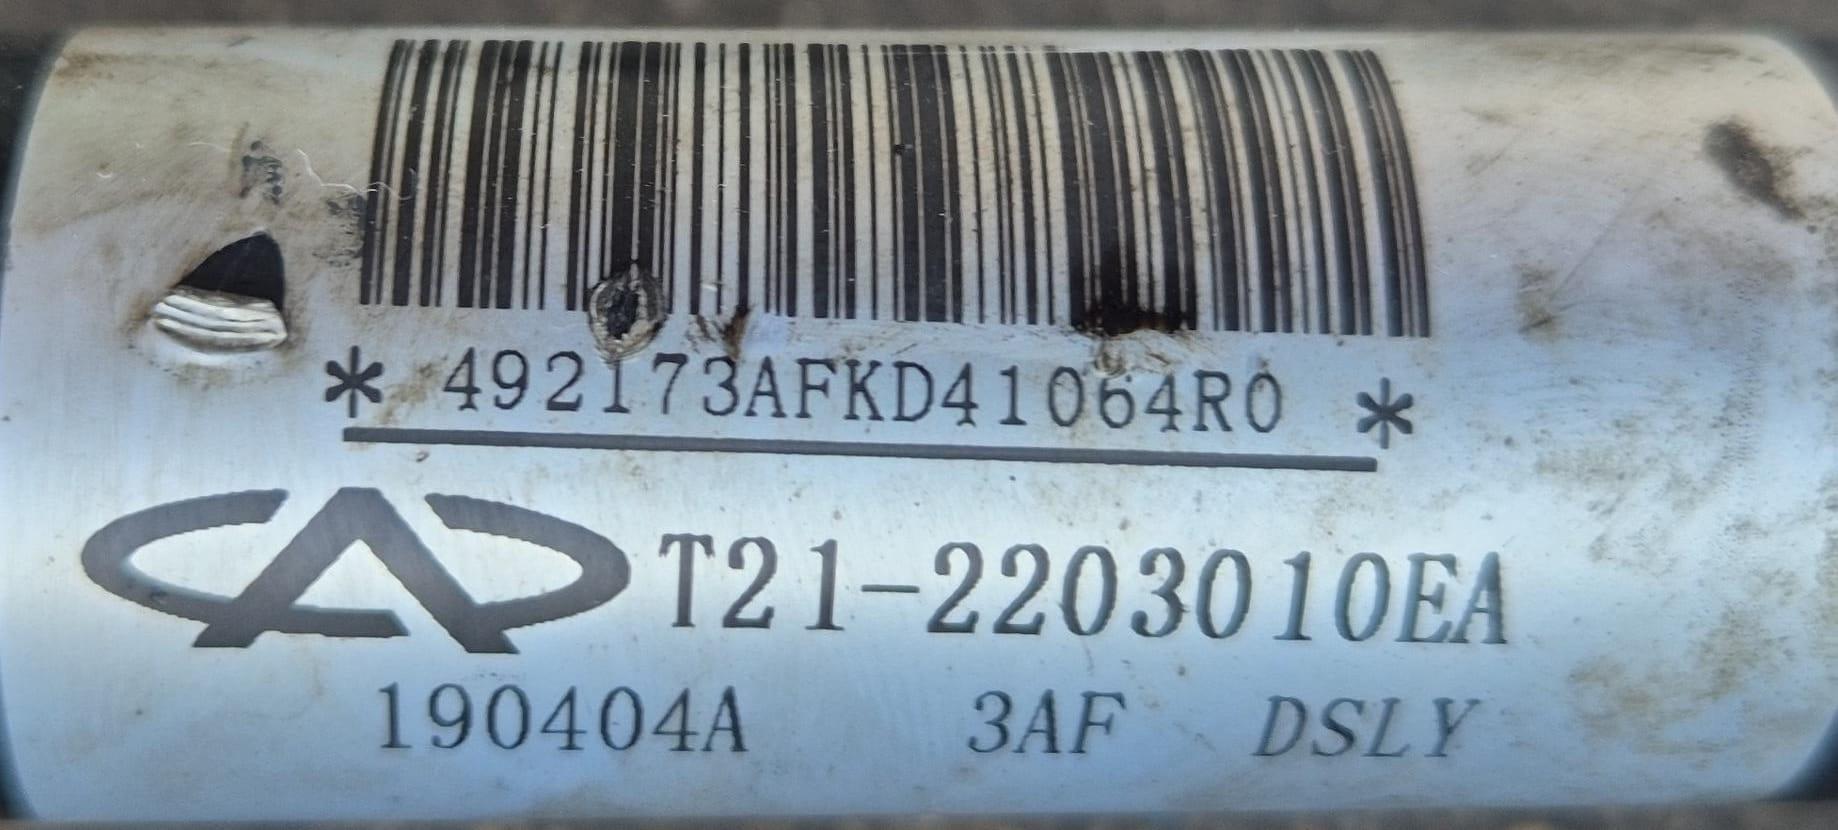 * 492173AFKD41064R0 *
T21-2203010EA
190404A 3AF DSLY